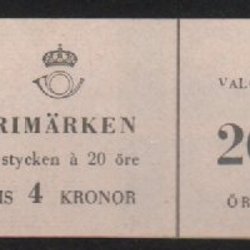 RIMÄRKEN
stycken à 20 öre
IS 4 KRONOR
VAL
20
ÖR